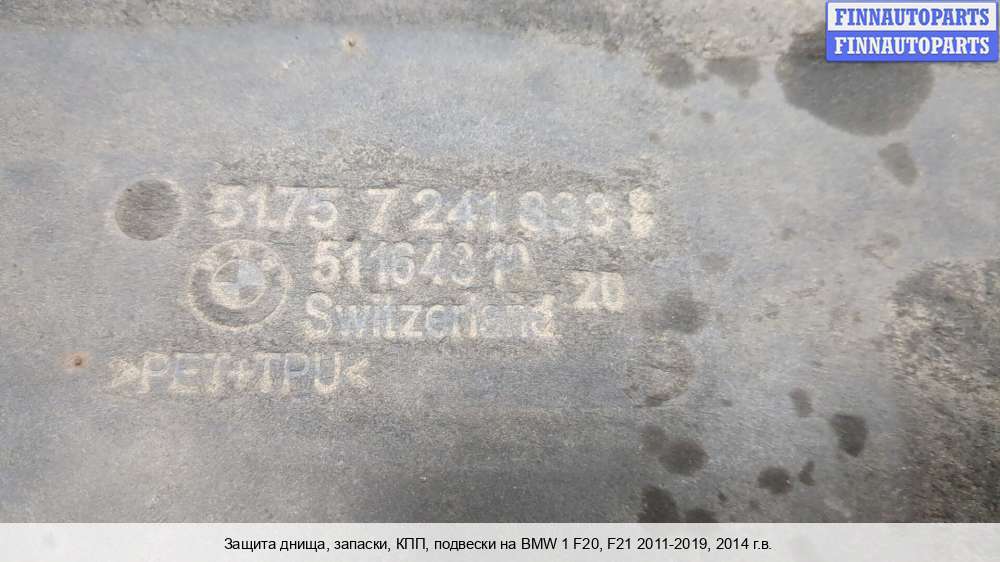 FINNAUTOPARTS
FINNAUTOPARTS
51.75 7 241 833
Switzerland
20
>PET+TPU<
Защита днища, запаски, КПП, подвески на BMW 1 F20, F21 2011-2019, 2014 г.в.